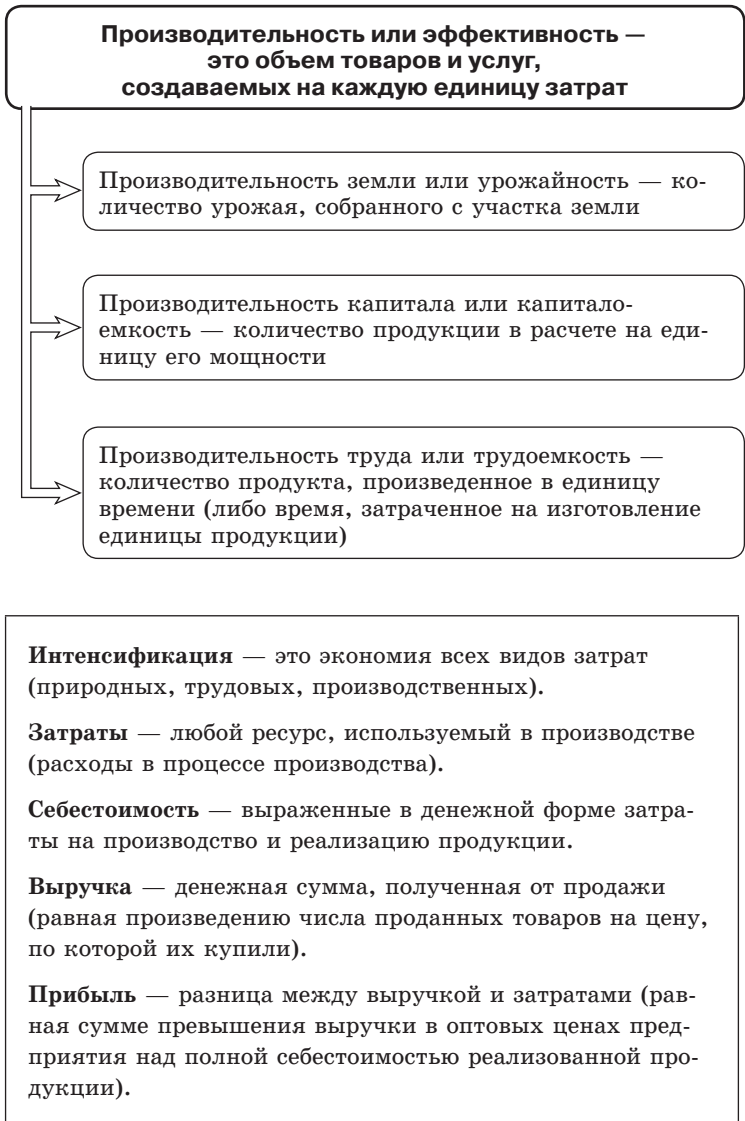 Производительность или эффективность —
это объем товаров и услуг,
создаваемых на каждую единицу затрат
Производительность земли или урожайность — ко-
личество урожая, собранного с участка земли
Производительность капитала или капитало-
емкость — количество продукции в расчете на еди-
ницу его мощности
Производительность труда или трудоемкость —
количество продукта, произведенное в единицу
времени (либо время, затраченное на изготовление
единицы продукции)
Интенсификация — это экономия всех видов затрат
(природных, трудовых, производственных).
Затраты — любой ресурс, используемый в производстве
(расходы в процессе производства).
Себестоимость — выраженные в денежной форме затра-
ты на производство и реализацию продукции.
Выручка — денежная сумма, полученная от продажи
(равная произведению числа проданных товаров на цену,
по которой их купили).
Прибыль — разница между выручкой и затратами (рав-
ная сумме превышения выручки в оптовых ценах пред-
приятия над полной себестоимостью реализованной про-
дукции).